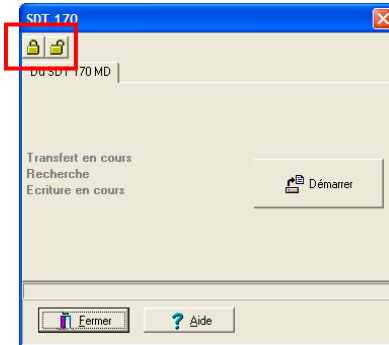 SDT 170
Du SDT 170 MD
Transfert en cours
Recherche
Ecriture en cours
Démarrer
Fermer
Aide